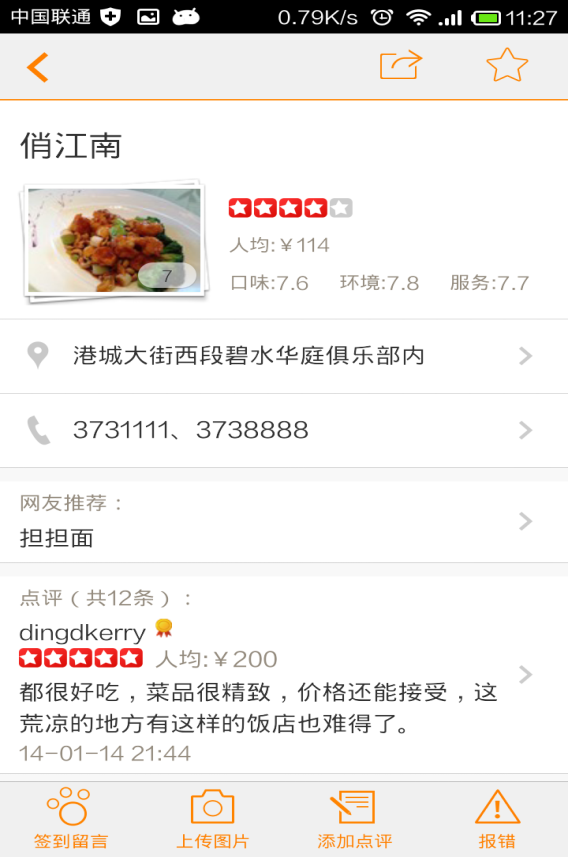 中国联通 0.79K/s 11:27
俏江南
7
人均:￥114
口味:7.6 环境:7.8 服务:7.7
港城大街西段碧水华庭俱乐部内
3731111、3738888
网友推荐：
担担面
点评（共12条）：
dingdkerry
人均:￥200
都很好吃，菜品很精致，价格还能接受，这
荒凉的地方有这样的饭店也难得了。
14-01-14 21:44
签到留言 上传图片 添加点评 报错